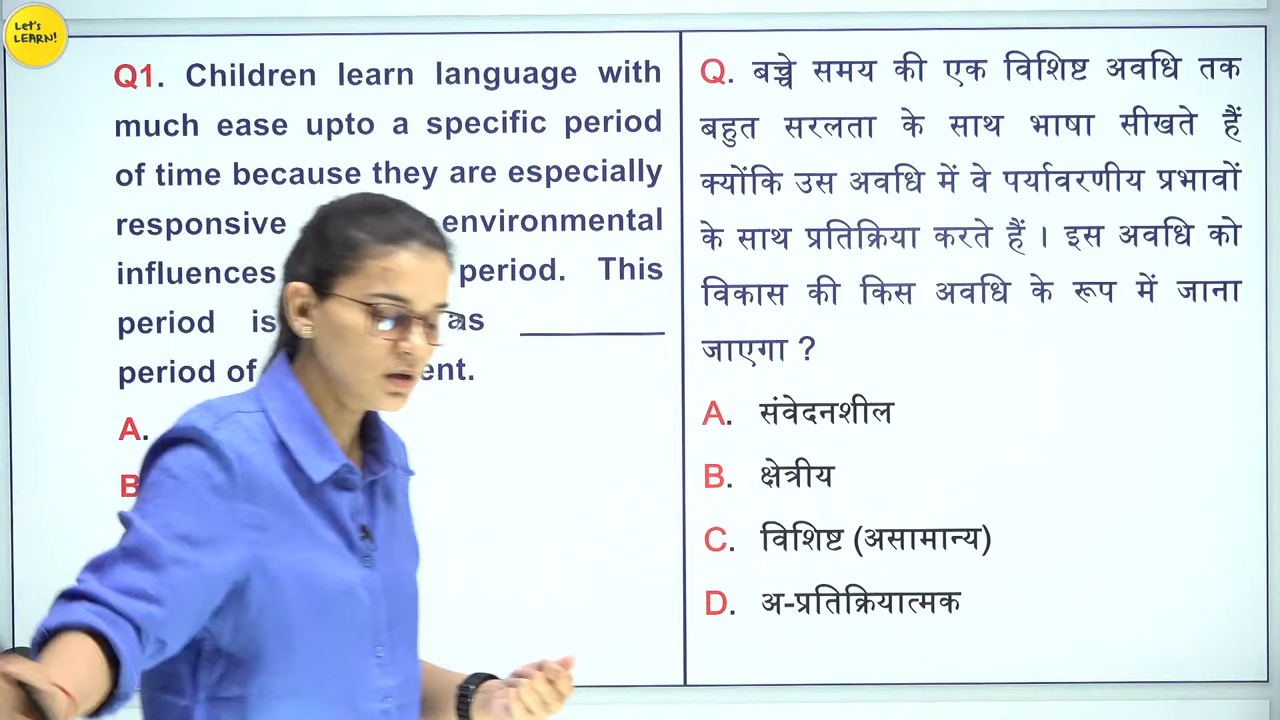 Let's
LEARN!
Q1. Children learn language with
much ease upto a specific period
of time because they are especially
responsive environmental
influences period. This
period is as ________
period of ent.
A.
B
Q. बच्चे समय की एक विशिष्ट अवधि तक
बहुत सरलता के साथ भाषा सीखते हैं
क्योंकि उस अवधि में वे पर्यावरणीय प्रभावों
के साथ प्रतिक्रिया करते हैं । इस अवधि को
विकास की किस अवधि के रूप में जाना
जाएगा ?
A. संवेदनशील
B. क्षेत्रीय
C. विशिष्ट (असामान्य)
D. अ-प्रतिक्रियात्मक